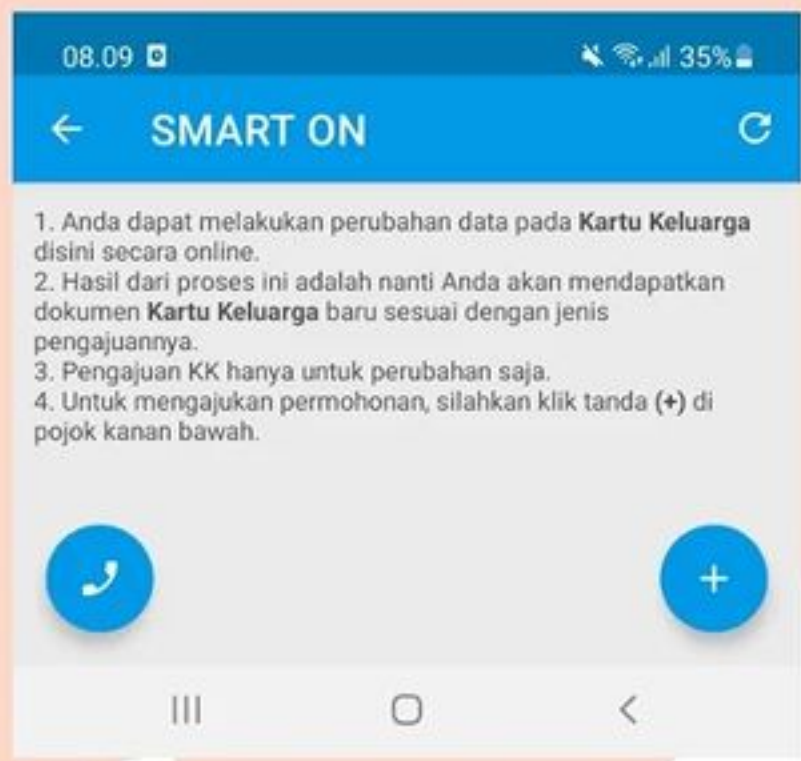 08.09 35%
SMART ON
1. Anda dapat melakukan perubahan data pada Kartu Keluarga
disini secara online.
2. Hasil dari proses ini adalah nanti Anda akan mendapatkan
dokumen Kartu Keluarga baru sesuai dengan jenis
pengajuannya.
3. Pengajuan KK hanya untuk perubahan saja.
4. Untuk mengajukan permohonan, silahkan klik tanda (+) di
pojok kanan bawah.